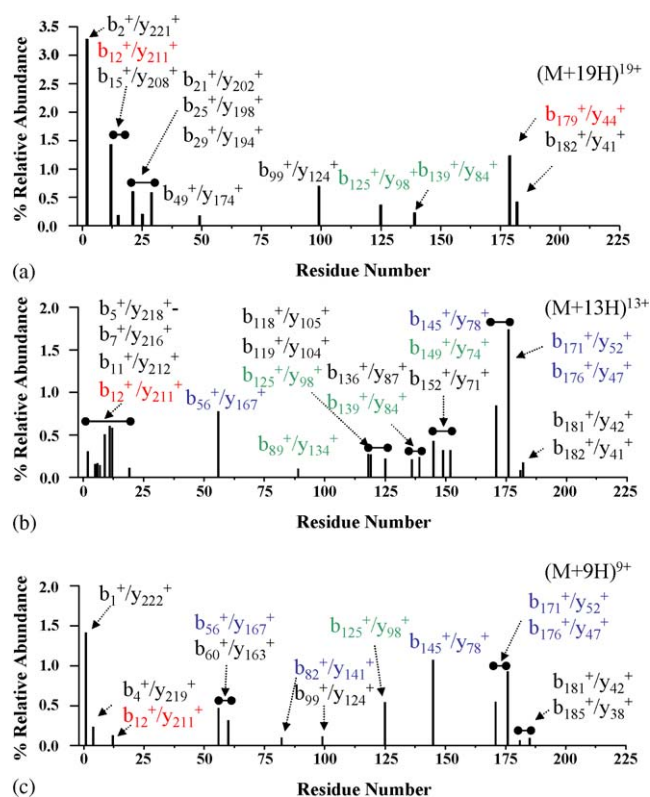 % Relative Abundance
3.5
3.0
2.5
2.0
1.5
1.0
0.5
0.0
b₂⁺/y₂₂₁⁺
b₁₂⁺/y₂₁₁⁺
b₁₅⁺/y₂₀₈⁺
b₂₁⁺/y₂₀₂⁺
b₂₅⁺/y₁₉₈⁺
b₂₉⁺/y₁₉₄⁺
b₄₉⁺/y₁₇₄⁺
b₉₉⁺/y₁₂₄⁺
b₁₂₅⁺/y₉₈⁺
b₁₃₉⁺/y₈₄⁺
(M+19H)¹⁹⁺
b₁₇₉⁺/y₄₄⁺
b₁₈₂⁺/y₄₁⁺
0 25 50 75 100 125 150 175 200 225
Residue Number
(a)
% Relative Abundance
2.0
1.5
1.0
0.5
0.0
b₅⁺/y₂₁₈⁺-
b₇⁺/y₂₁₆⁺
b₁₁⁺/y₂₁₂⁺
b₁₂⁺/y₂₁₁⁺
b₅₆⁺/y₁₆₇⁺
b₈₉⁺/y₁₃₄⁺
b₁₁₈⁺/y₁₀₅⁺
b₁₁₉⁺/y₁₀₄⁺
b₁₂₅⁺/y₉₈⁺
b₁₃₆⁺/y₈₇⁺
b₁₃₉⁺/y₈₄⁺
b₁₄₅⁺/y₇₈⁺
b₁₄₉⁺/y₇₄⁺
b₁₅₂⁺/y₇₁⁺
(M+13H)¹³⁺
b₁₇₁⁺/y₅₂⁺
b₁₇₆⁺/y₄₇⁺
b₁₈₁⁺/y₄₂⁺
b₁₈₂⁺/y₄₁⁺
0 25 50 75 100 125 150 175 200 225
Residue Number
(b)
% Relative Abundance
2.0
1.5
1.0
0.5
0.0
b₁⁺/y₂₂₂⁺
b₄⁺/y₂₁₉⁺
b₁₂⁺/y₂₁₁⁺
b₅₆⁺/y₁₆₇⁺
b₆₀⁺/y₁₆₃⁺
b₈₂⁺/y₁₄₁⁺
b₉₉⁺/y₁₂₄⁺
b₁₂₅⁺/y₉₈⁺
b₁₄₅⁺/y₇₈⁺
(M+9H)⁹⁺
b₁₇₁⁺/y₅₂⁺
b₁₇₆⁺/y₄₇⁺
b₁₈₁⁺/y₄₂⁺
b₁₈₅⁺/y₃₈⁺
0 25 50 75 100 125 150 175 200 225
Residue Number
(c)